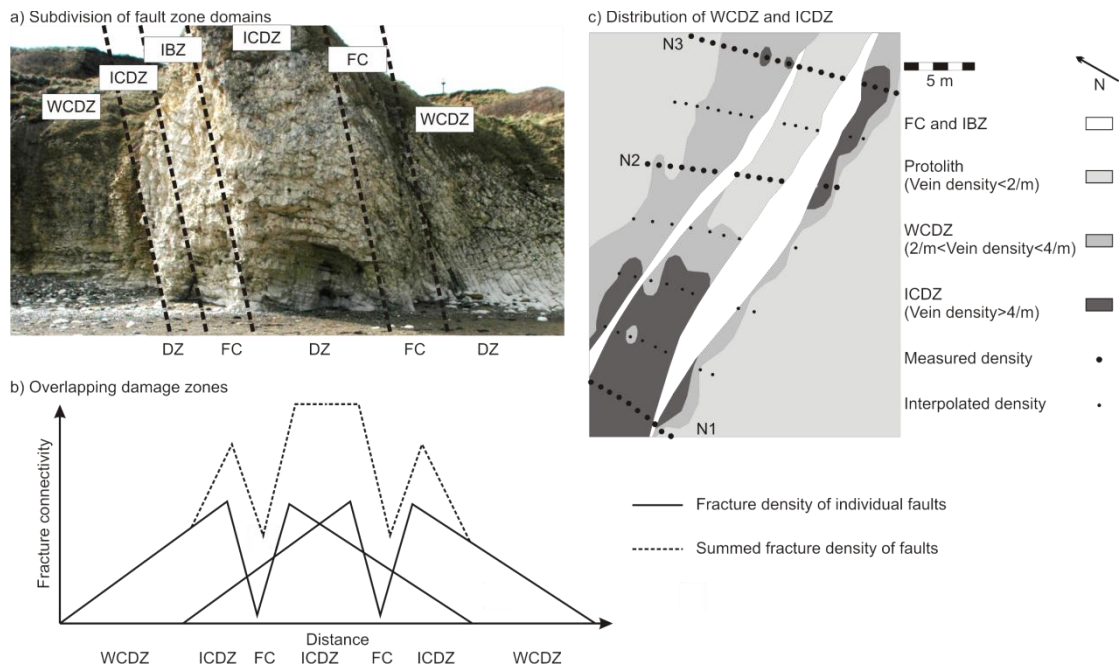 a) Subdivision of fault zone domains
WCDZ
ICDZ
IBZ
ICDZ
FC
WCDZ
DZ FC DZ FC DZ
b) Overlapping damage zones
Fracture connectivity
Distance
WCDZ ICDZ FC ICDZ FC ICDZ WCDZ
c) Distribution of WCDZ and ICDZ
N3
N2
N1
5 m
N
FC and IBZ
Protolith
(Vein density<2/m)
WCDZ
(2/m<Vein density<4/m)
ICDZ
(Vein density>4/m)
Measured density
Interpolated density
Fracture density of individual faults
Summed fracture density of faults